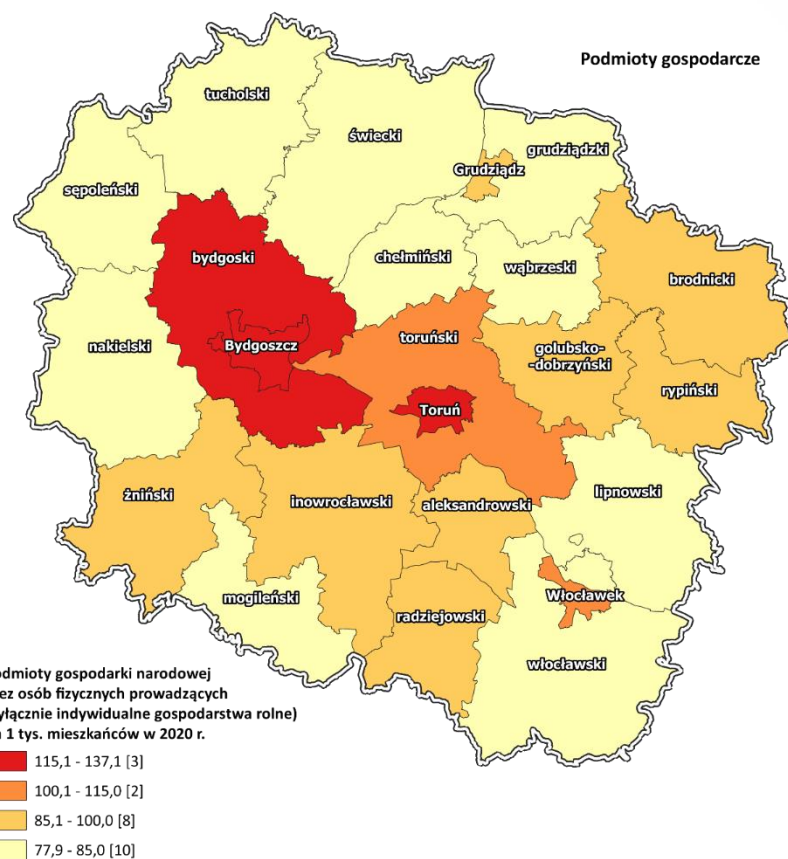 Podmioty gospodarcze
tucholski
świecki
grudziądzki
Grudziądz
sępoleński
bydgoski
chełmiński
wąbrzeski
brodnicki
nakielski
Bydgoszcz
toruński
golubsko-
-dobrzyński
rypiński
Toruń
żniński
inowrocławski
aleksandrowski
lipnowski
mogileński
radziejowski
Włocławek
włocławski
odmioty gospodarki narodowej
ez osób fizycznych prowadzących
yłącznie indywidualne gospodarstwa rolne)
1 tys. mieszkańców w 2020 r.
115,1 - 137,1 [3]
100,1 - 115,0 [2]
85,1 - 100,0 [8]
77,9 - 85,0 [10]